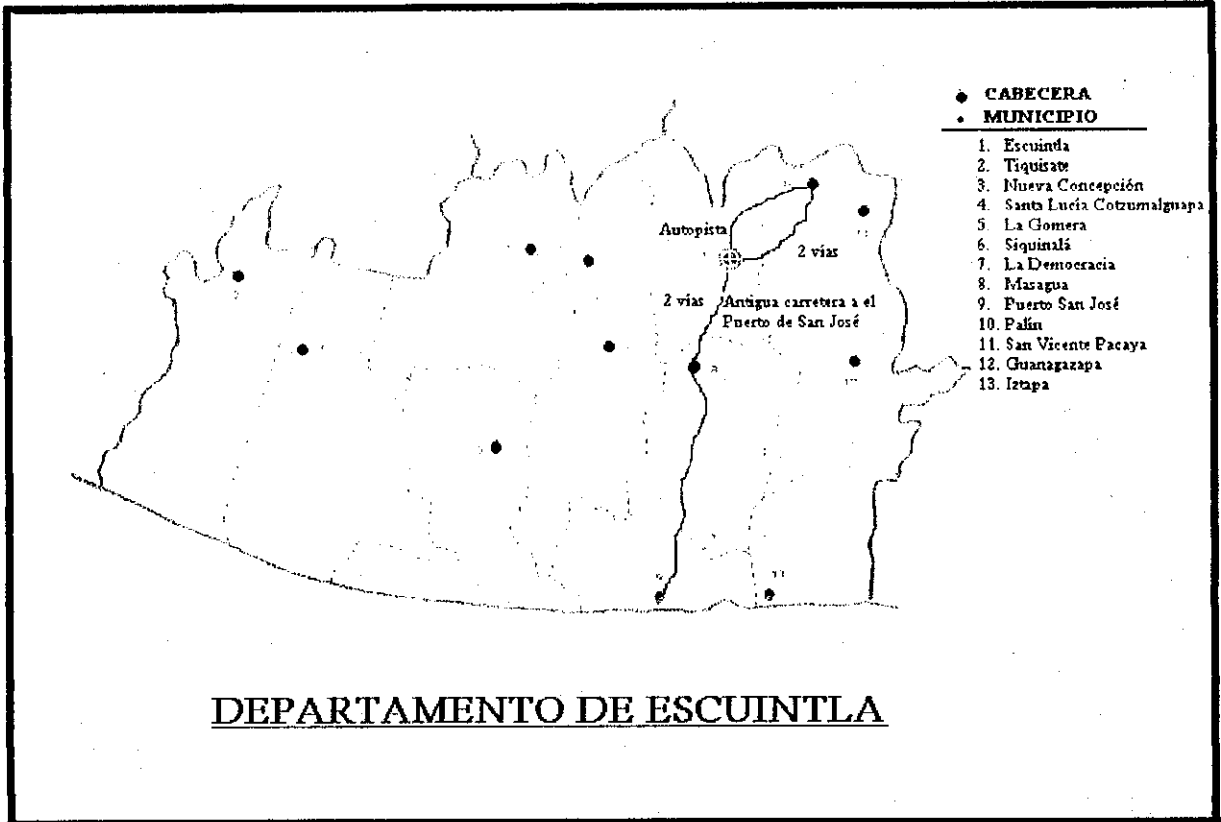 CABECERA
MUNICIPIO
1. Escuintla
2. Tiquisate
3. Nueva Concepción
4. Santa Lucía Cotzumalguapa
5. La Gomera
6. Siquinalá
7. La Democracia
8. Masagua
9. Puerto San José
10. Palín
11. San Vicente Pacaya
12. Guanagazapa
13. Iztapa
Autopista
2 vías
2 vías
Antigua carretera a el
Puerto de San José
8
9
DEPARTAMENTO DE ESCUINTLA